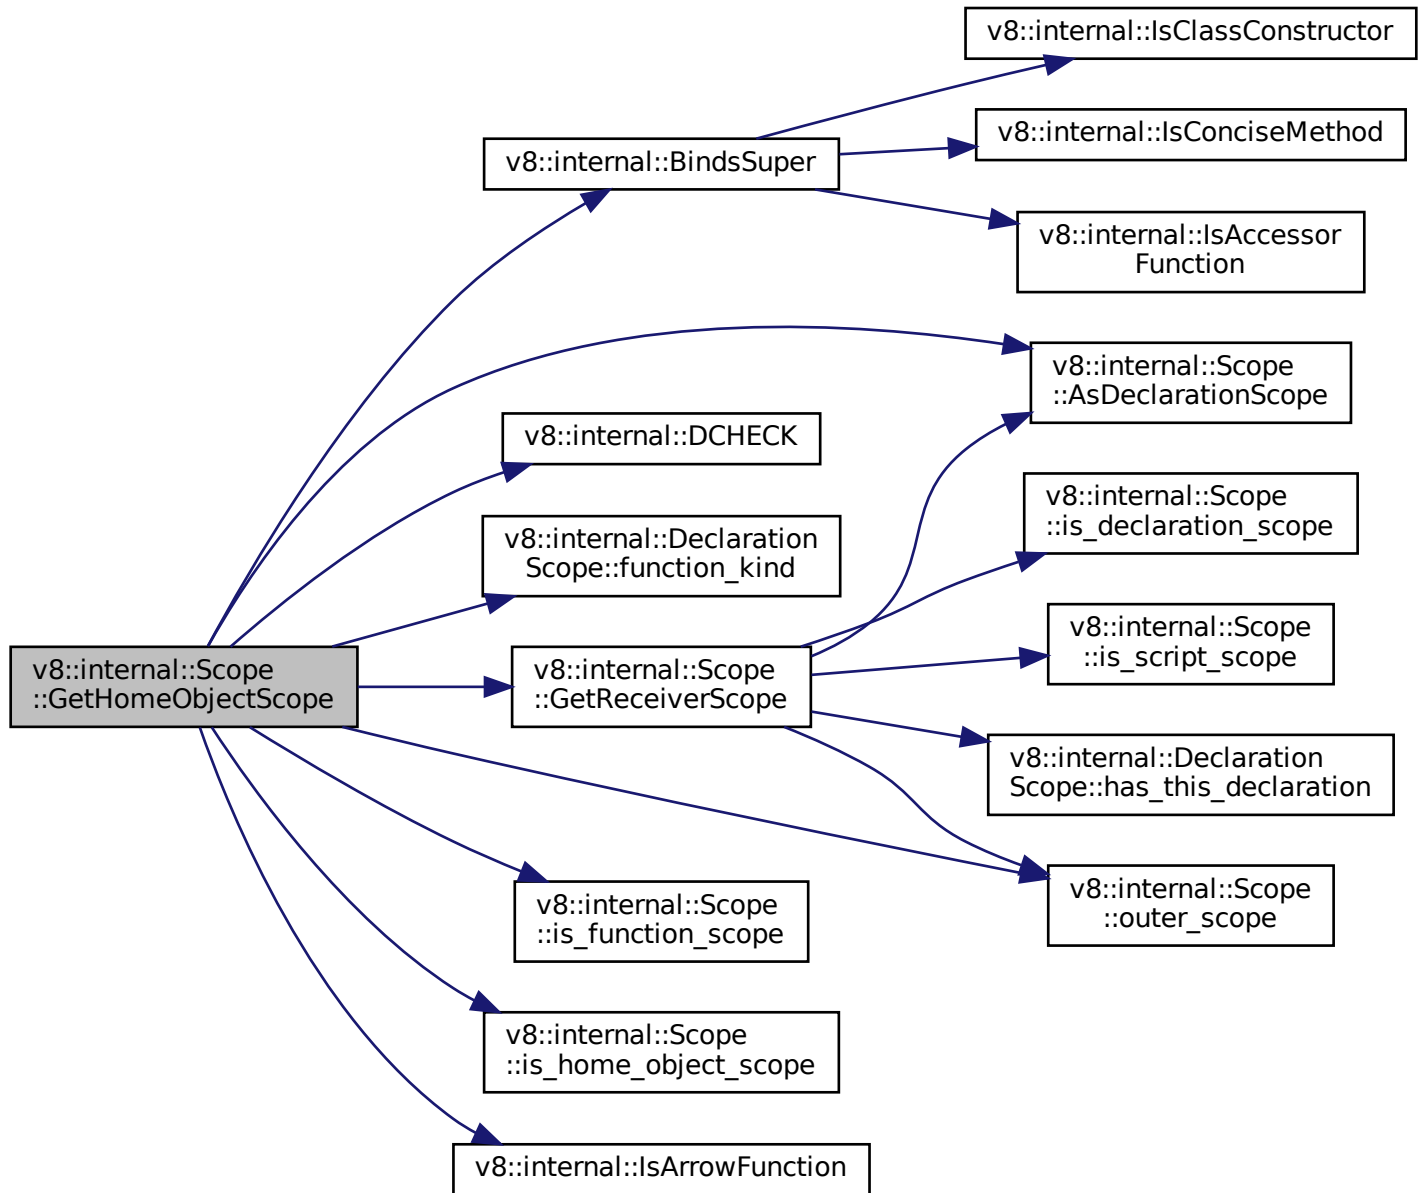 v8::internal::IsClassConstructor
v8::internal::IsConciseMethod
v8::internal::BindsSuper
v8::internal::IsAccessor
Function
v8::internal::Scope
::AsDeclarationScope
v8::internal::DCHECK
v8::internal::Scope
::is_declaration_scope
v8::internal::Declaration
Scope::function_kind
v8::internal::Scope
::is_script_scope
v8::internal::Scope
::GetHomeObjectScope
v8::internal::Scope
::GetReceiverScope
v8::internal::Declaration
Scope::has_this_declaration
v8::internal::Scope
::is_function_scope
v8::internal::Scope
::outer_scope
v8::internal::Scope
::is_home_object_scope
v8::internal::IsArrowFunction